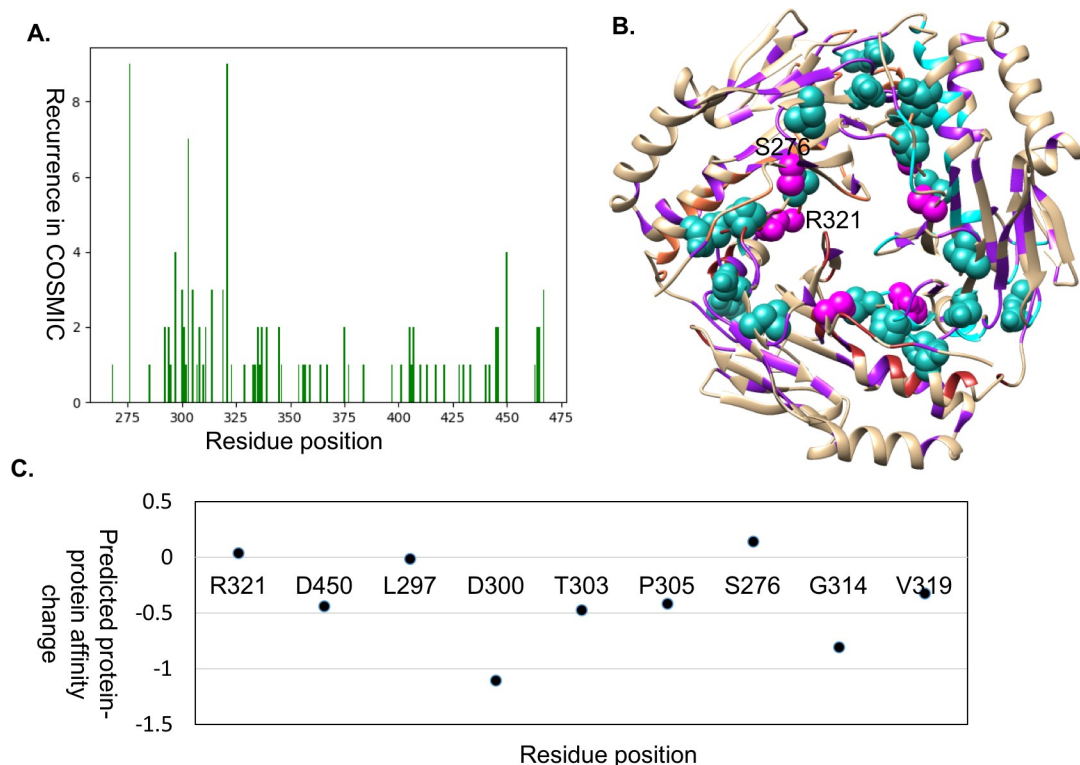 A.
Recurrence in COSMIC
8
6
4
2
0
275 300 325 350 375 400 425 450 475
Residue position
B.
S276
R321
C.
Predicted protein-
protein affinity
change
0.5
0
-0.5
-1
-1.5
R321 D450 L297 D300 T303 P305 S276 G314 V319
Residue position